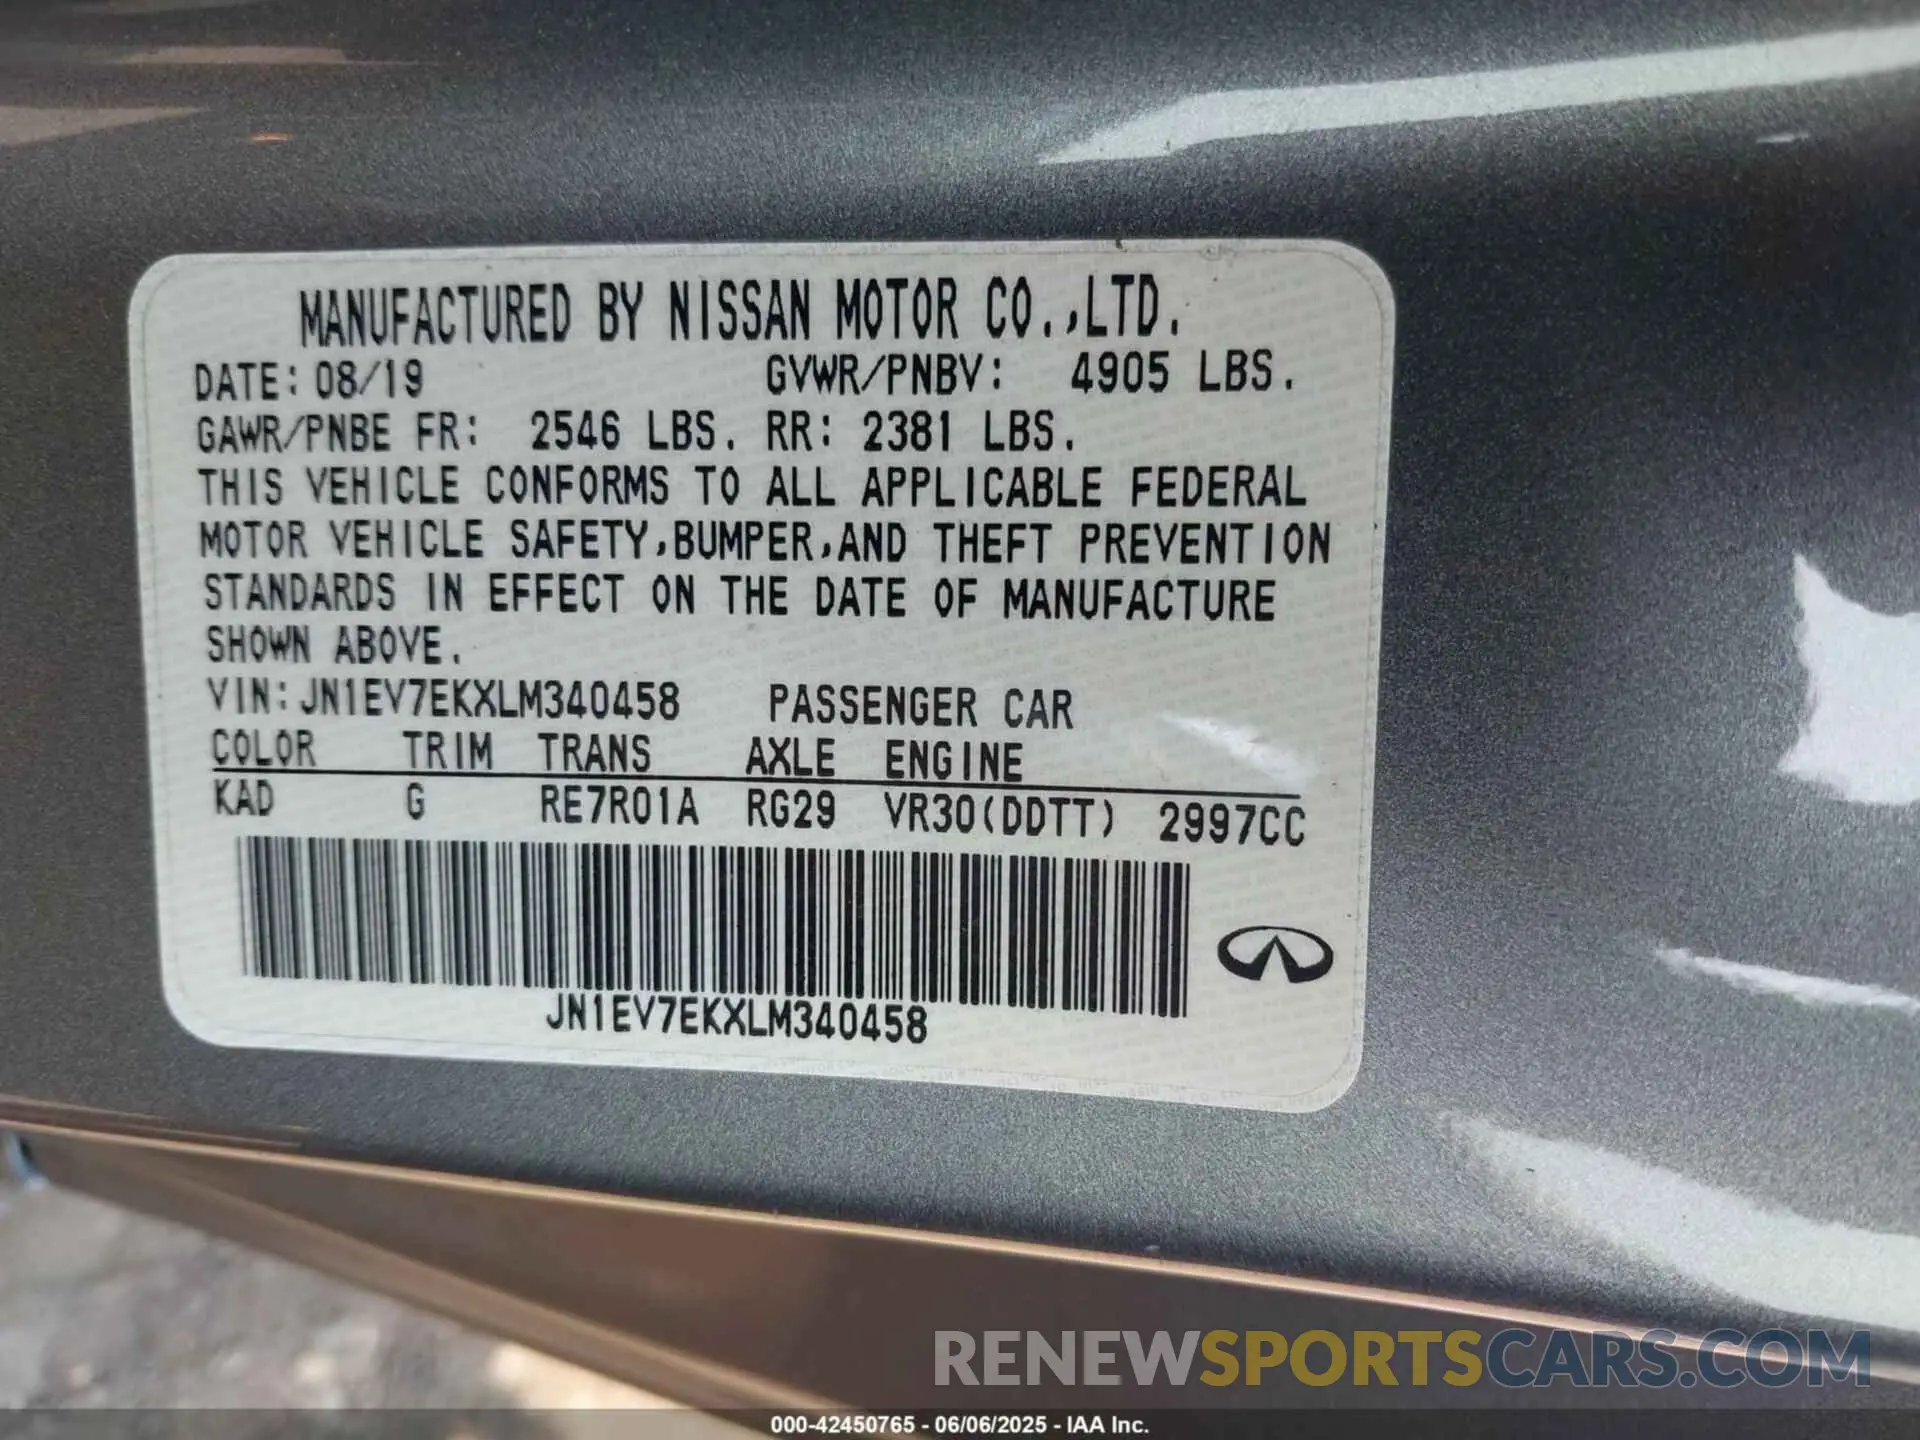 MANUFACTURED BY NISSAN MOTOR CO.,LTD.
DATE:08/19 GVWR/PNBV: 4905 LBS.
GAWR/PNBE FR: 2546 LBS. RR: 2381 LBS.
THIS VEHICLE CONFORMS TO ALL APPLICABLE FEDERAL
MOTOR VEHICLE SAFETY,BUMPER,AND THEFT PREVENTION
STANDARDS IN EFFECT ON THE DATE OF MANUFACTURE
SHOWN ABOVE.
VIN:JN1EV7EKXLM340458 PASSENGER CAR
COLOR TRIM TRANS AXLE ENGINE
KAD G RE7R01A RG29 VR30(DDTT) 2997CC
JN1EV7EKXLM340458
RENEWSPORTSCARS.COM
000-42450765 - 06/06/2025 - IAA Inc.